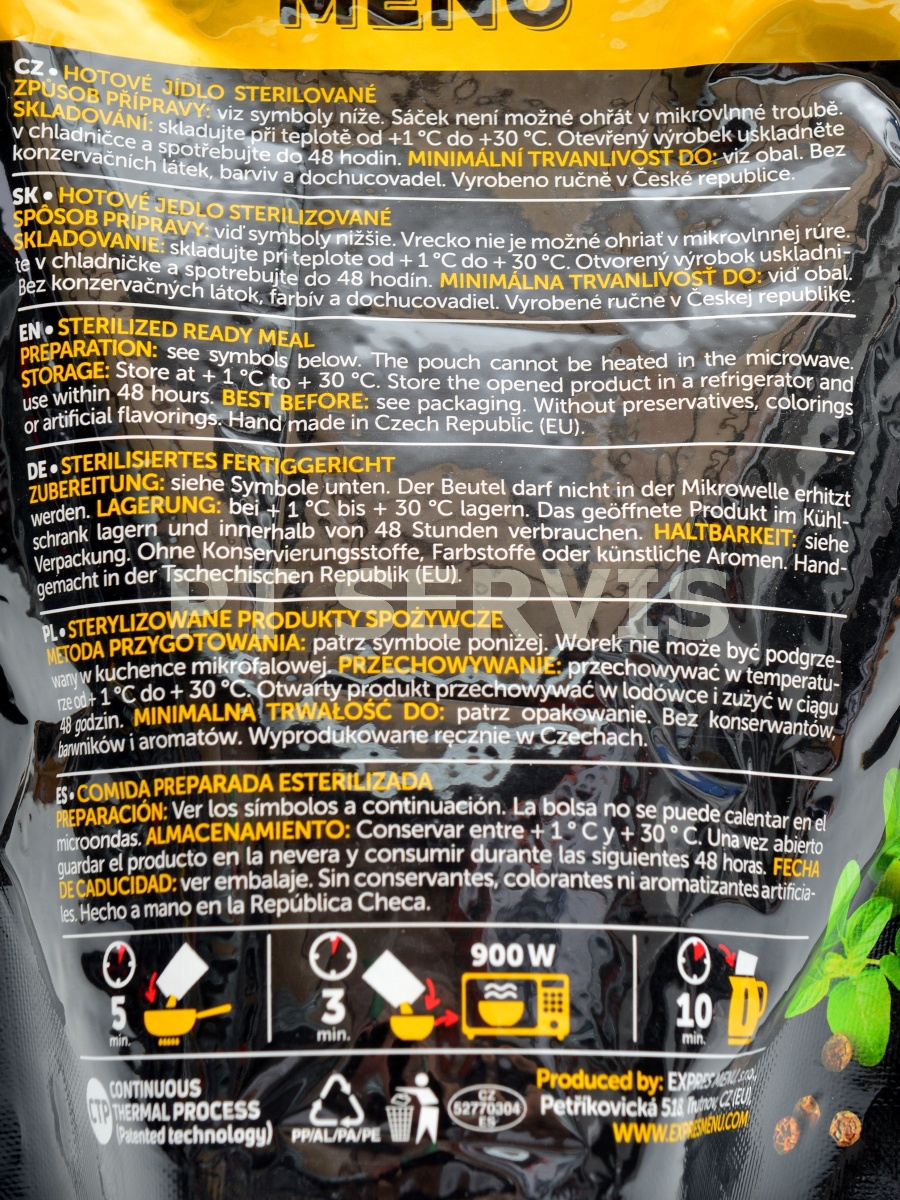 MENU
CZ • HOTOVÉ JÍDLO STERILOVANÉ
ZPŮSOB PŘÍPRAVY: viz symboly níže. Sáček není možné ohřát v mikrovlnné troubě.
SKLADOVÁNÍ: skladujte při teplotě od +1 °C do +30 °C. Otevřený výrobek uskladněte
v chladničce a spotřebujte do 48 hodin. MINIMÁLNÍ TRVANLIVOST DO: viz obal. Bez
konzervačních látek, barviv a dochucovadel. Vyrobeno ručně v České republice.
SK • HOTOVÉ JEDLO STERILIZOVANÉ
SPÔSOB PRÍPRAVY: viď symboly nižšie. Vrecko nie je možné ohriať v mikrovlnnej rúre.
SKLADOVANIE: skladujte pri teplote od + 1 °C do + 30 °C. Otvorený výrobok uskladni-
te v chladničke a spotrebujte do 48 hodín. MINIMÁLNA TRVANLIVOSŤ DO: viď obal.
Bez konzervačných látok, farbív a dochucovadiel. Vyrobené ručne v Českej republike.
EN • STERILIZED READY MEAL
PREPARATION: see symbols below. The pouch cannot be heated in the microwave.
STORAGE: Store at + 1 °C to + 30 °C. Store the opened product in a refrigerator and
use within 48 hours. BEST BEFORE: see packaging. Without preservatives, colorings
or artificial flavorings. Hand made in Czech Republic (EU).
DE • STERILISIERTES FERTIGGERICHT
ZUBEREITUNG: siehe Symbole unten. Der Beutel darf nicht in der Mikrowelle erhitzt
werden. LAGERUNG: bei + 1 °C bis + 30 °C lagern. Das geöffnete Produkt im Kühl-
schrank lagern und innerhalb von 48 Stunden verbrauchen. HALTBARKEIT: siehe
Verpackung. Ohne Konservierungsstoffe, Farbstoffe oder künstliche Aromen. Hand-
gemacht in der Tschechischen Republik (EU).
PI SERVIS
PL • STERYLIZOWANE PRODUKTY SPOŻYWCZE
METODA PRZYGOTOWANIA: patrz symbole poniżej. Worek nie może być podgrze-
wany w kuchence mikrofalowej. PRZECHOWYWANIE: przechowywać w temperatu-
rze od + 1 °C do + 30 °C. Otwarty produkt przechowywać w lodówce i zużyć w ciągu
48 godzin. MINIMALNA TRWAŁOŚĆ DO: patrz opakowanie. Bez konserwantów,
barwników i aromatów. Wyprodukowane ręcznie w Czechach.
ES • COMIDA PREPARADA ESTERILIZADA
PREPARACIÓN: Ver los símbolos a continuación. La bolsa no se puede calentar en el
microondas. ALMACENAMIENTO: Conservar entre + 1 ° C y + 30 ° C. Una vez abierto
guardar el producto en la nevera y consumir durante las siguientes 48 horas. FECHA
DE CADUCIDAD: ver embalaje. Sin conservantes, colorantes ni aromatizantes artificia-
les. Hecho a mano en la República Checa.
5 min.
3 min.
900 W
10 min.
CTP CONTINUOUS
THERMAL PROCESS
(Patented technology)
PP/AL/PA/PE
CZ
52770304
ES
Produced by: EXPRES MENU s.r.o.,
Petříkovická 518, Trutnov, CZ (EU),
WWW.EXPRESMENU.COM